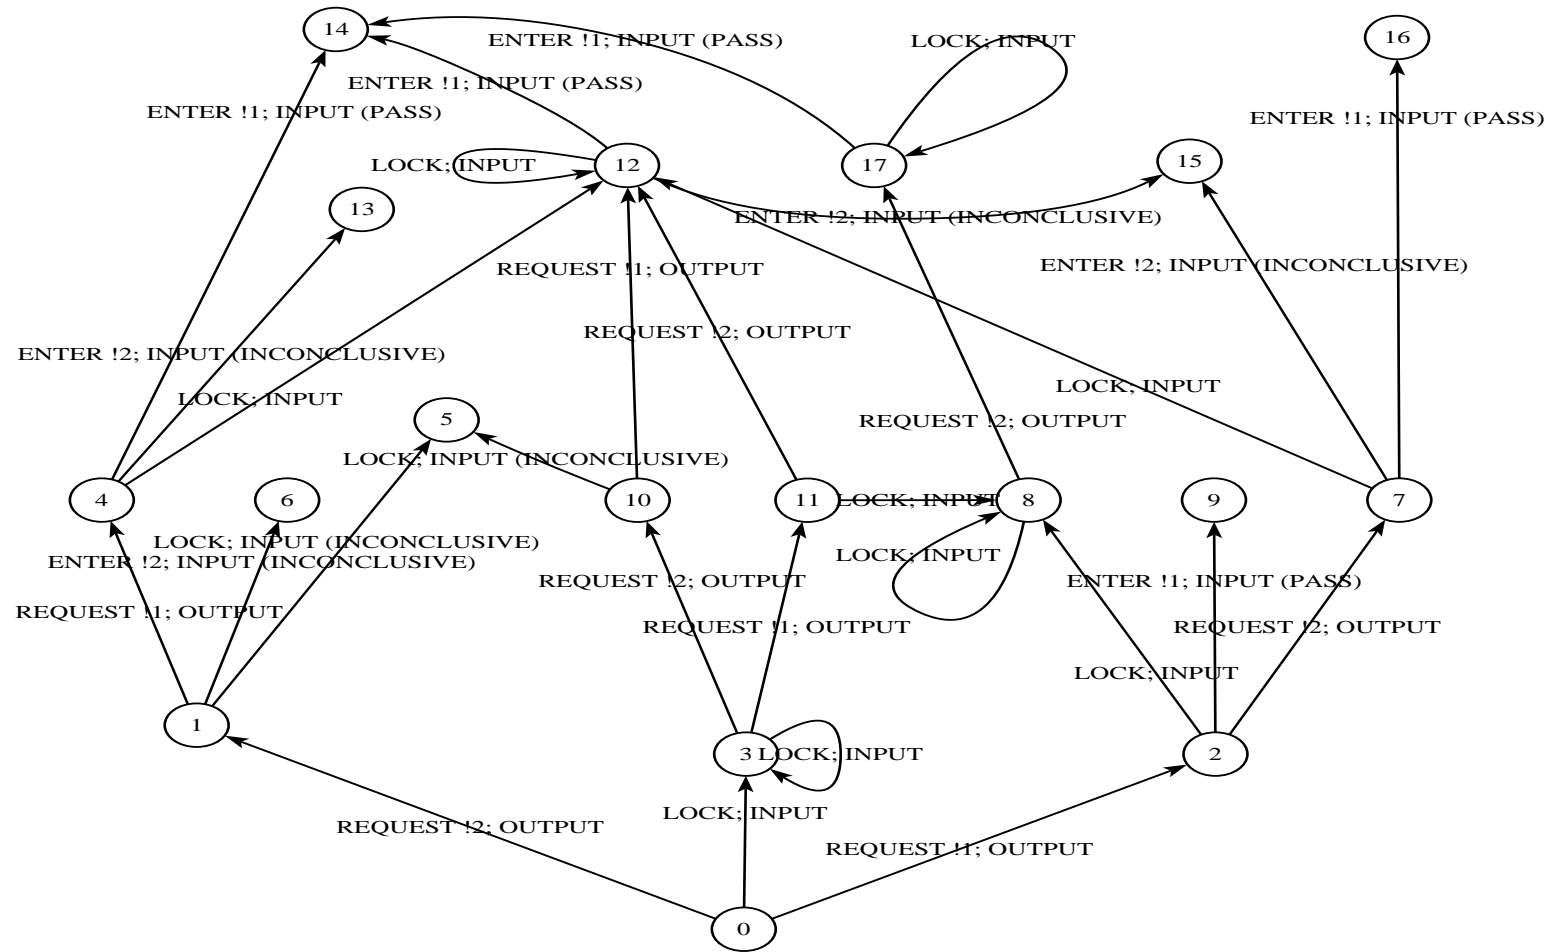 14
16
ENTER !1; INPUT (PASS)
LOCK; INPUT
ENTER !1; INPUT (PASS)
ENTER !1; INPUT (PASS)
ENTER !1; INPUT (PASS)
LOCK; INPUT
12
17
15
13
ENTER !2; INPUT (INCONCLUSIVE)
REQUEST !1; OUTPUT
ENTER !2; INPUT (INCONCLUSIVE)
REQUEST !2; OUTPUT
ENTER !2; INPUT (INCONCLUSIVE)
LOCK; INPUT
LOCK; INPUT
5
REQUEST !2; OUTPUT
LOCK; INPUT (INCONCLUSIVE)
4
6
10
11
LOCK; INPUT
8
9
7
LOCK; INPUT (INCONCLUSIVE)
LOCK; INPUT
ENTER !2; INPUT (INCONCLUSIVE)
REQUEST !2; OUTPUT
ENTER !1; INPUT (PASS)
REQUEST !1; OUTPUT
REQUEST !1; OUTPUT
REQUEST !2; OUTPUT
LOCK; INPUT
1
3
LOCK; INPUT
2
LOCK; INPUT
REQUEST !2; OUTPUT
REQUEST !1; OUTPUT
0